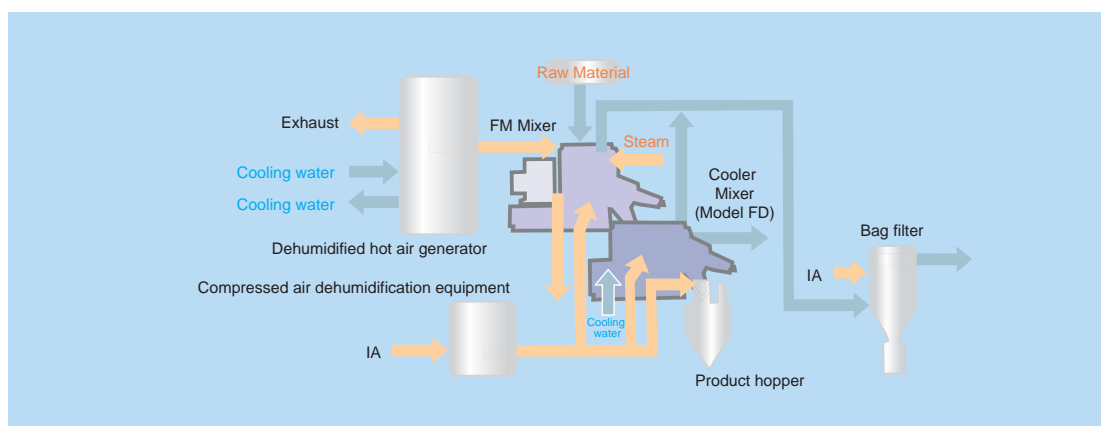 Raw Material
Exhaust
FM Mixer
Steam
Cooling water
Cooling water
Cooler
Mixer
(Model FD)
Bag filter
Dehumidified hot air generator
IA
Compressed air dehumidification equipment
Cooling
water
IA
Product hopper